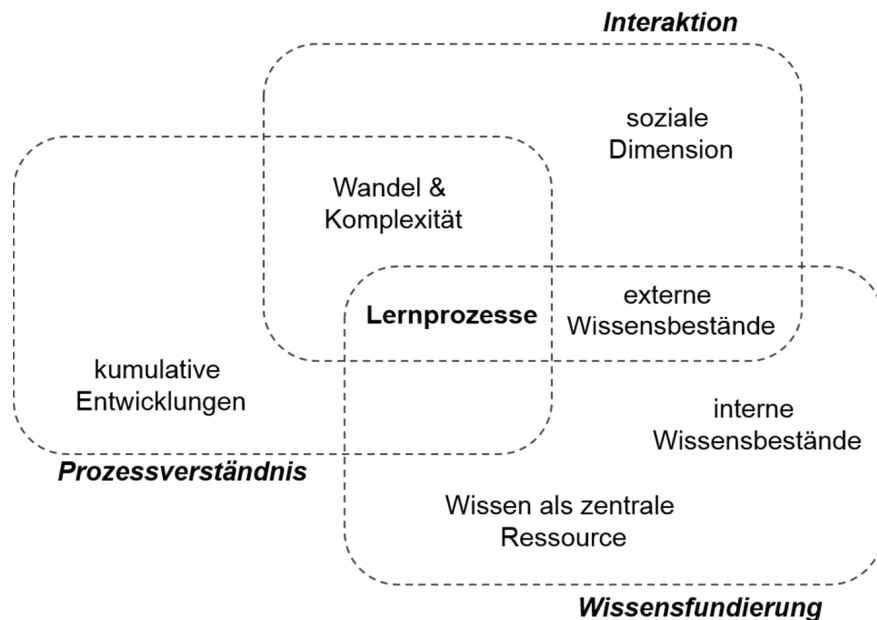 Interaktion
soziale
Dimension
Wandel &
Komplexität
Lernprozesse
externe
Wissensbestände
kumulative
Entwicklungen
interne
Wissensbestände
Prozessverständnis
Wissen als zentrale
Ressource
Wissensfundierung